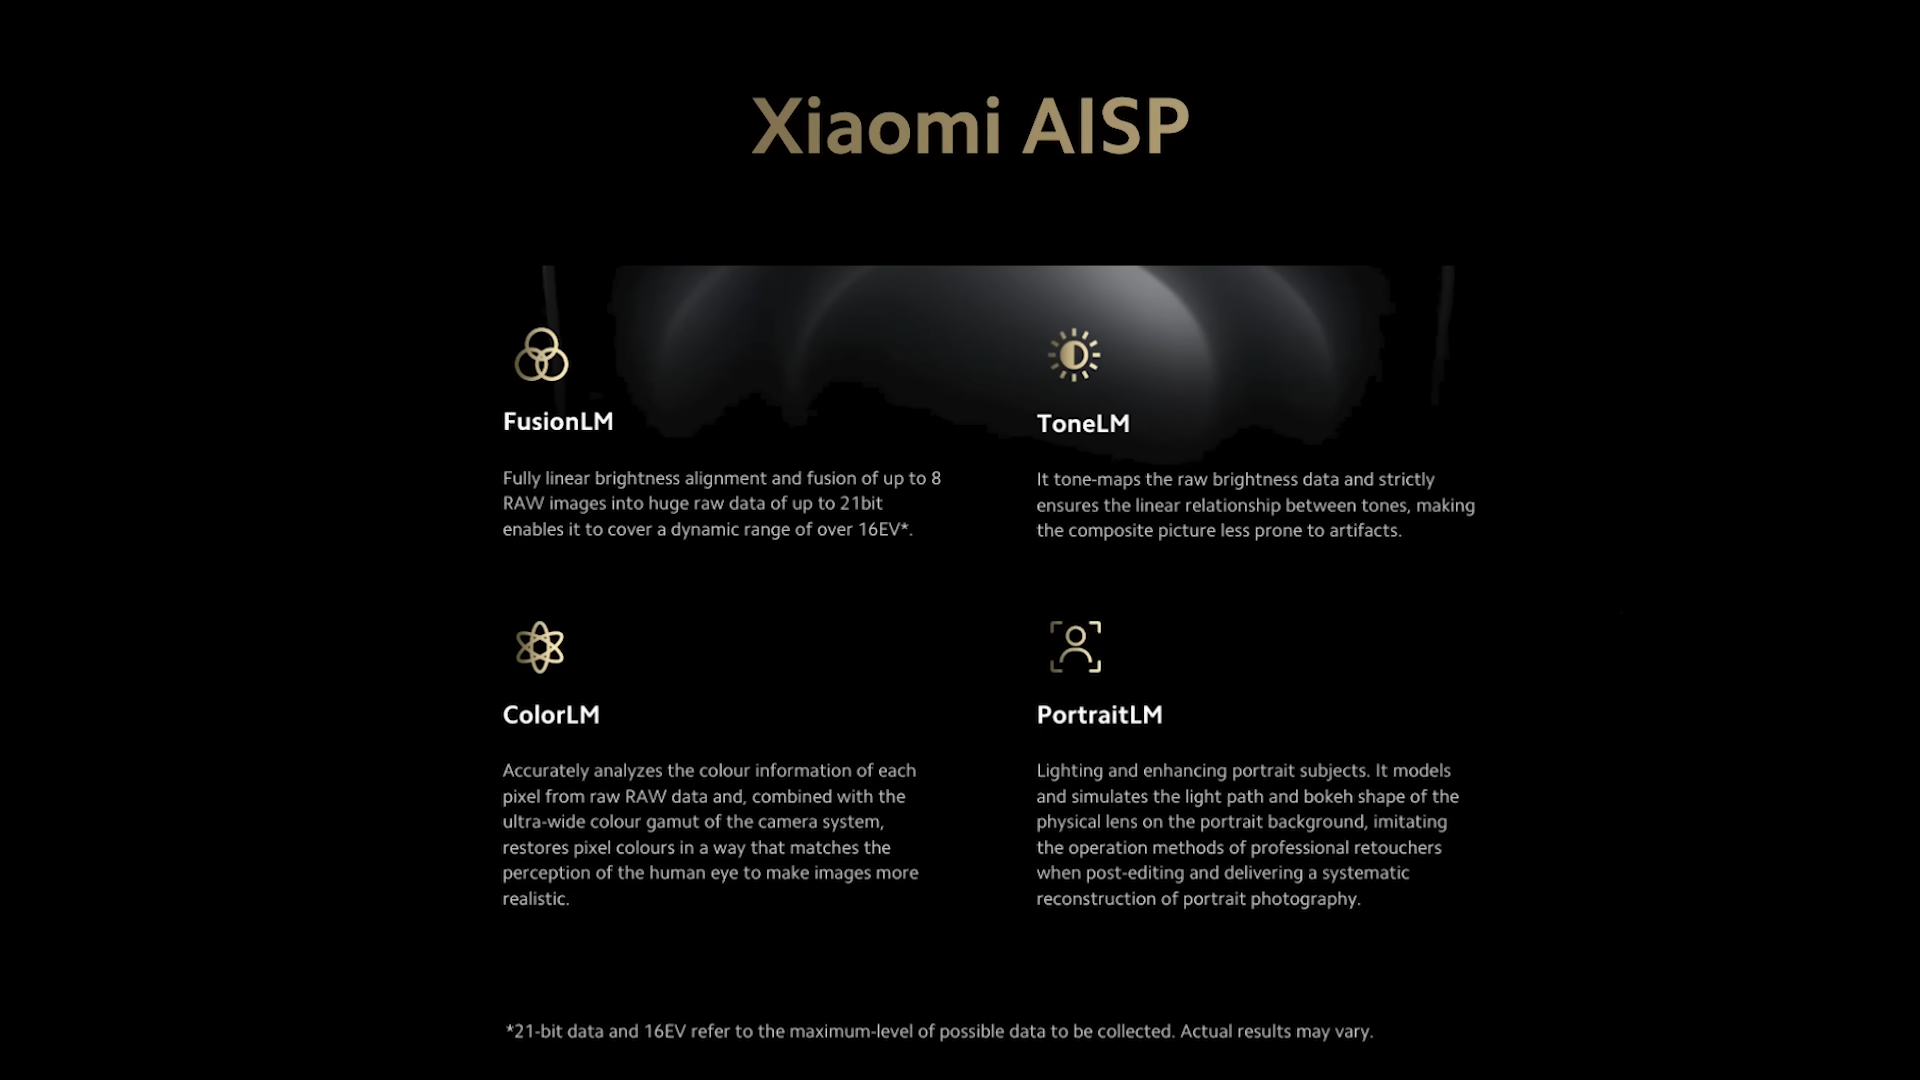 Xiaomi AISP
FusionLM
Fully linear brightness alignment and fusion of up to 8
RAW images into huge raw data of up to 21bit
enables it to cover a dynamic range of over 16EV*.
ToneLM
It tone-maps the raw brightness data and strictly
ensures the linear relationship between tones, making
the composite picture less prone to artifacts.
ColorLM
Accurately analyzes the colour information of each
pixel from raw RAW data and, combined with the
ultra-wide colour gamut of the camera system,
restores pixel colours in a way that matches the
perception of the human eye to make images more
realistic.
PortraitLM
Lighting and enhancing portrait subjects. It models
and simulates the light path and bokeh shape of the
physical lens on the portrait background, imitating
the operation methods of professional retouchers
when post-editing and delivering a systematic
reconstruction of portrait photography.
*21-bit data and 16EV refer to the maximum-level of possible data to be collected. Actual results may vary.